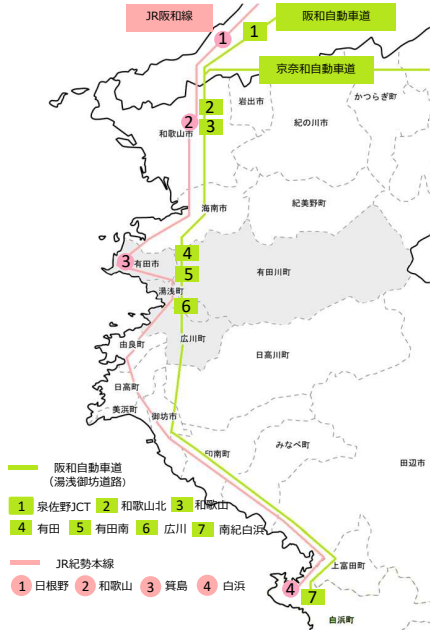 JR阪和線
阪和自動車道
1
1
京奈和自動車道
2
岩出市
かつらぎ町
2
3
紀の川市
和歌山市
海南市
紀美野町
3
有田市
4
有田川町
5
湯浅町
6
広川町
由良町
日高川町
日高町
美浜町
御坊市
印南町
みなべ町
田辺市
阪和自動車道
(湯浅御坊道路)
1 泉佐野JCT 2 和歌山北 3 和歌山
4 有田 5 有田南 6 広川 7 南紀白浜
上富田町
JR紀勢本線
1 日根野 2 和歌山 3 箕島 4 白浜
4
7
白浜町